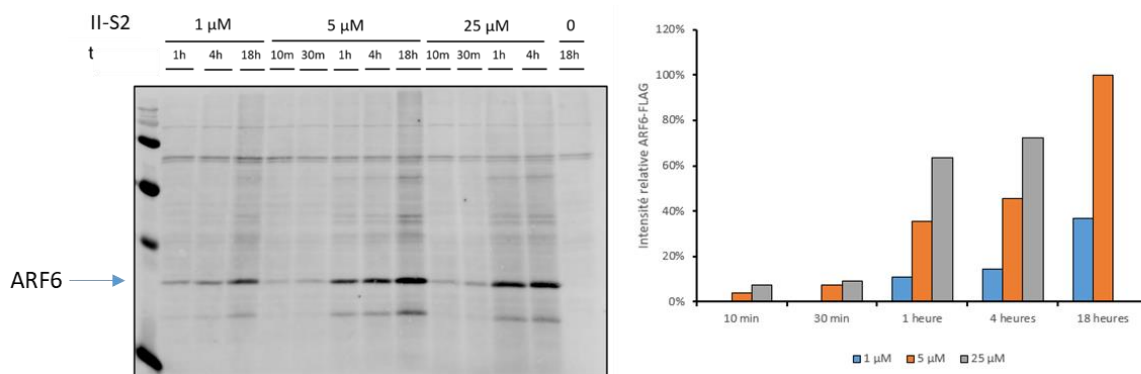 II-S2 1 µM 5 µM 25 µM 0
t 1h 4h 18h 10m 30m 1h 4h 18h 10m 30m 1h 4h 18h
ARF6
Intensité relative ARF6-FLAG
120%
100%
80%
60%
40%
20%
0%
10 min 30 min 1 heure 4 heures 18 heures
1 µM 5 µM 25 µM